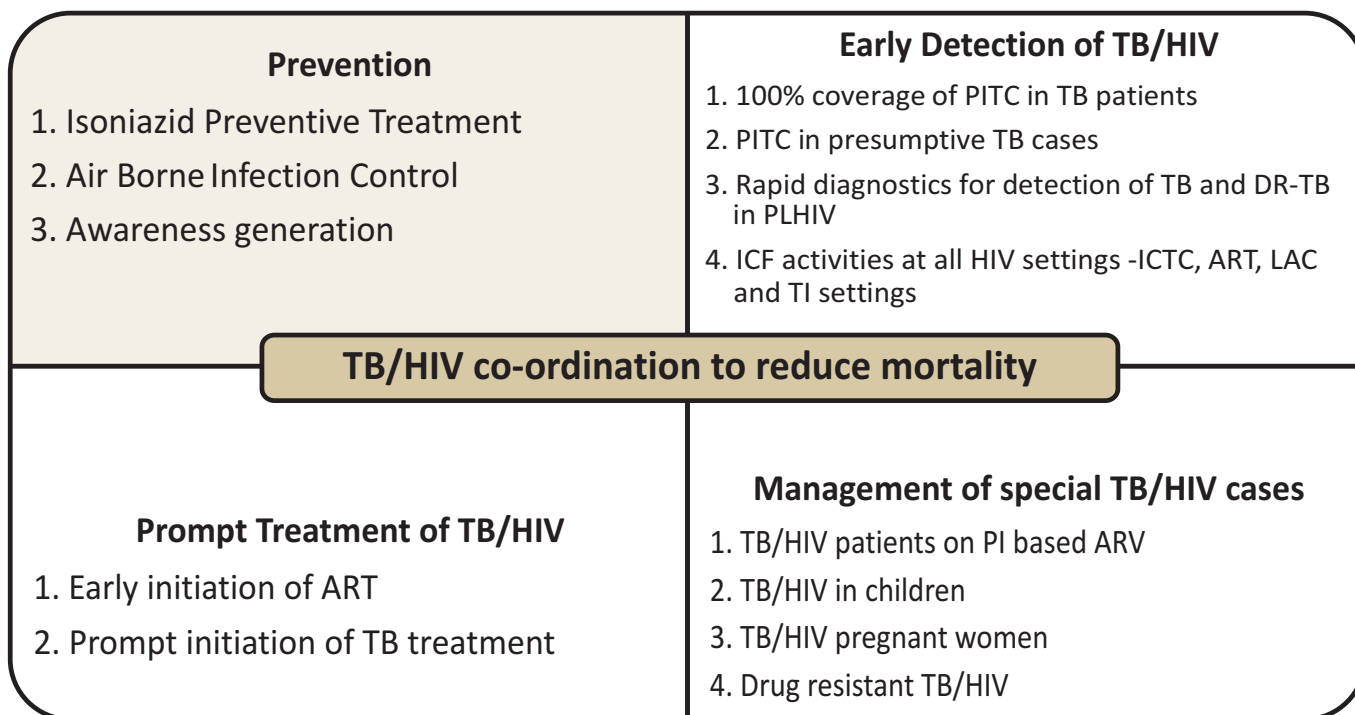 Prevention
1. Isoniazid Preventive Treatment
2. Air Borne Infection Control
3. Awareness generation
Early Detection of TB/HIV
1. 100% coverage of PITC in TB patients
2. PITC in presumptive TB cases
3. Rapid diagnostics for detection of TB and DR-TB
in PLHIV
4. ICF activities at all HIV settings -ICTC, ART, LAC
and TI settings
TB/HIV co-ordination to reduce mortality
Prompt Treatment of TB/HIV
1. Early initiation of ART
2. Prompt initiation of TB treatment
Management of special TB/HIV cases
1. TB/HIV patients on PI based ARV
2. TB/HIV in children
3. TB/HIV pregnant women
4. Drug resistant TB/HIV